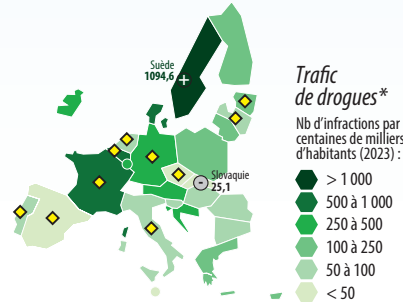 Suède
1094,6
+
Trafic
de drogues*
Nb d'infractions par
centaines de milliers
d'habitants (2023) :
Slovaquie
-
25,1
> 1 000
500 à 1 000
250 à 500
100 à 250
50 à 100
< 50